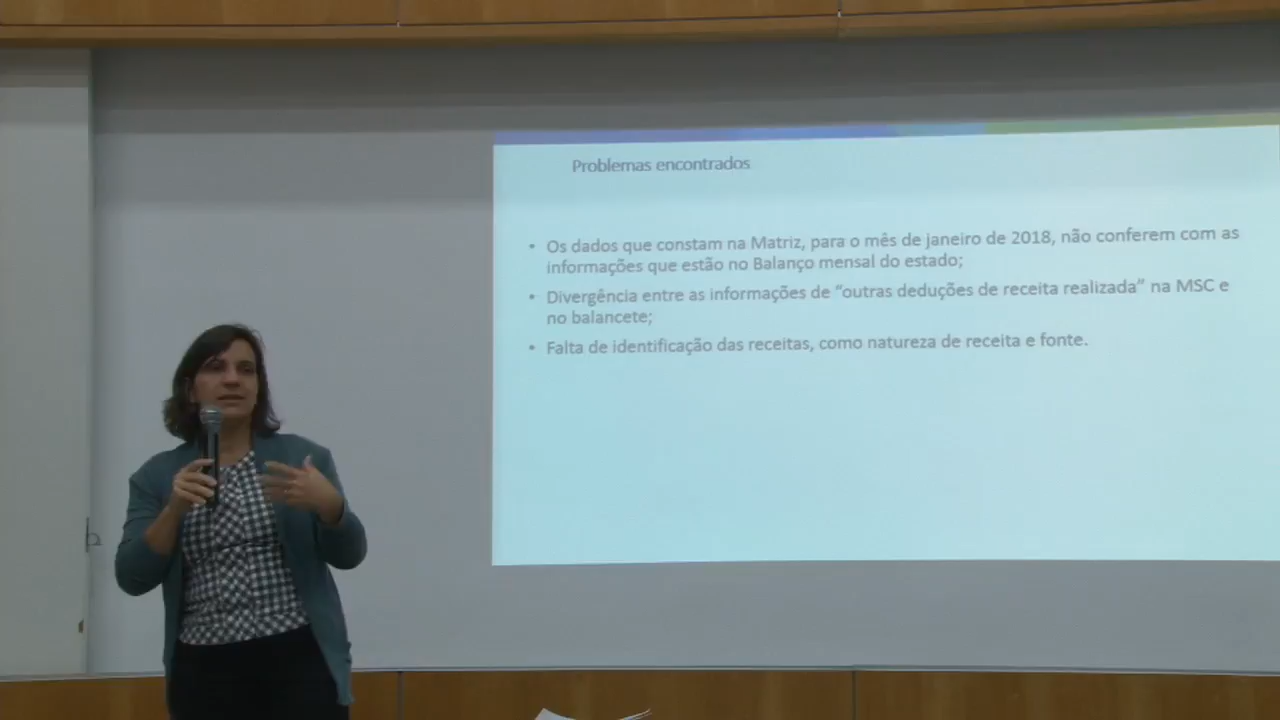 Problemas encontrados
• Os dados que constam na Matriz, para o mês de janeiro de 2018, não conferem com as
informações que estão no Balanço mensal do estado;
• Divergência entre as informações de “outras deduções de receita realizada” na MSC e
no balancete;
• Falta de identificação das receitas, como natureza de receita e fonte.